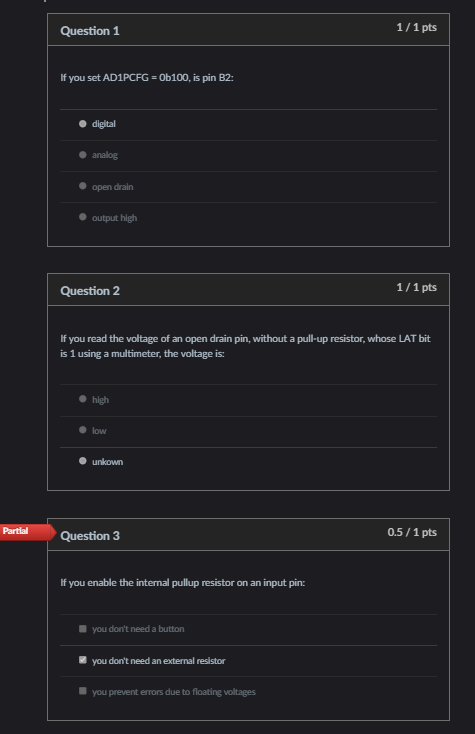 Question 1
1 / 1 pts
If you set AD1PCFG = 0b100, is pin B2:
digital
analog
open drain
output high
Question 2
1 / 1 pts
If you read the voltage of an open drain pin, without a pull-up resistor, whose LAT bit
is 1 using a multimeter, the voltage is:
high
low
unkown
Partial
Question 3
0.5 / 1 pts
If you enable the internal pullup resistor on an input pin:
you don't need a button
you don't need an external resistor
you prevent errors due to floating voltages